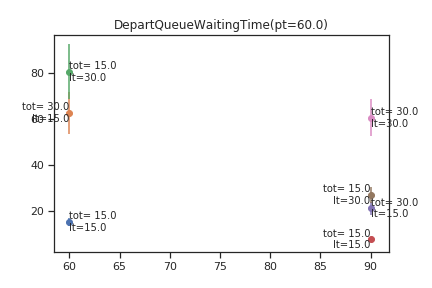 DepartQueueWaitingTime(pt=60.0)
80
tot= 15.0
lt=30.0
tot= 30.0
lt=15.0
60
tot= 30.0
lt=30.0
40
tot= 15.0
lt=30.0
tot= 30.0
lt=15.0
20
tot= 15.0
lt=15.0
tot= 15.0
lt=15.0
60
65
70
75
80
85
90